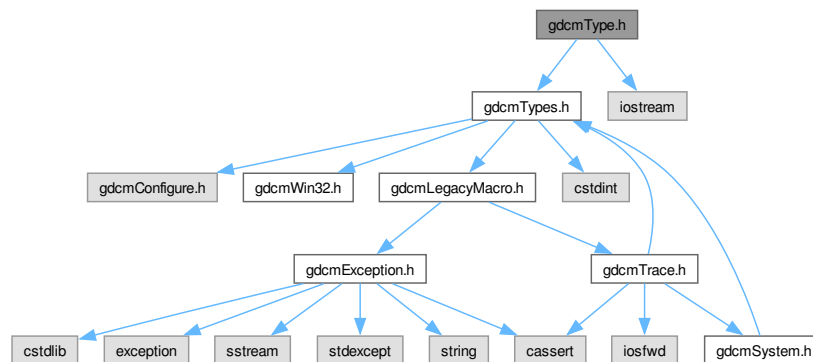 gdcmType.h
gdcmTypes.h
iostream
gdcmConfigure.h
gdcmWin32.h
gdcmLegacyMacro.h
cstdint
gdcmException.h
gdcmTrace.h
cstdlib
exception
sstream
stdexcept
string
cassert
iosfwd
gdcmSystem.h